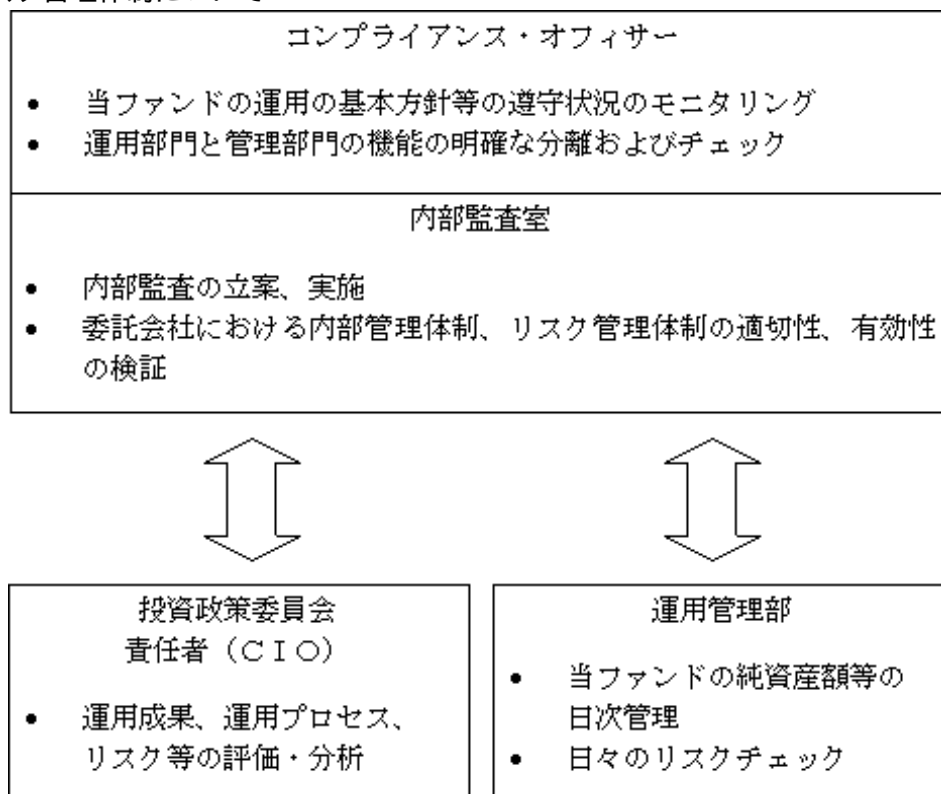 コンプライアンス・オフィサー
• 当ファンドの運用の基本方針等の遵守状況のモニタリング
• 運用部門と管理部門の機能の明確な分離およびチェック
内部監査室
• 内部監査の立案、実施
• 委託会社における内部管理体制、リスク管理体制の適切性、有効性
の検証
投資政策委員会
責任者（ＣＩＯ）
• 運用成果、運用プロセス、
リスク等の評価・分析
運用管理部
• 当ファンドの純資産額等の
日次管理
• 日々のリスクチェック